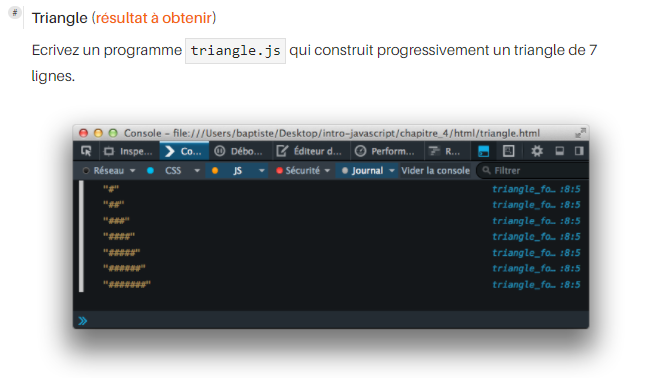 #
Triangle (résultat à obtenir)
Ecrivez un programme triangle.js qui construit progressivement un triangle de 7
lignes.
Console – file:///Users/baptiste/Desktop/intro-javascript/chapitre_4/html/triangle.html
Inspe… Co… Débo… Éditeur d… Perform… R…
Réseau CSS JS Sécurité Journal Vider la console Filtrer
"#" triangle_fo… :8:5
"##" triangle_fo… :8:5
"###" triangle_fo… :8:5
"####" triangle_fo… :8:5
"#####" triangle_fo… :8:5
"######" triangle_fo… :8:5
"#######" triangle_fo… :8:5
»